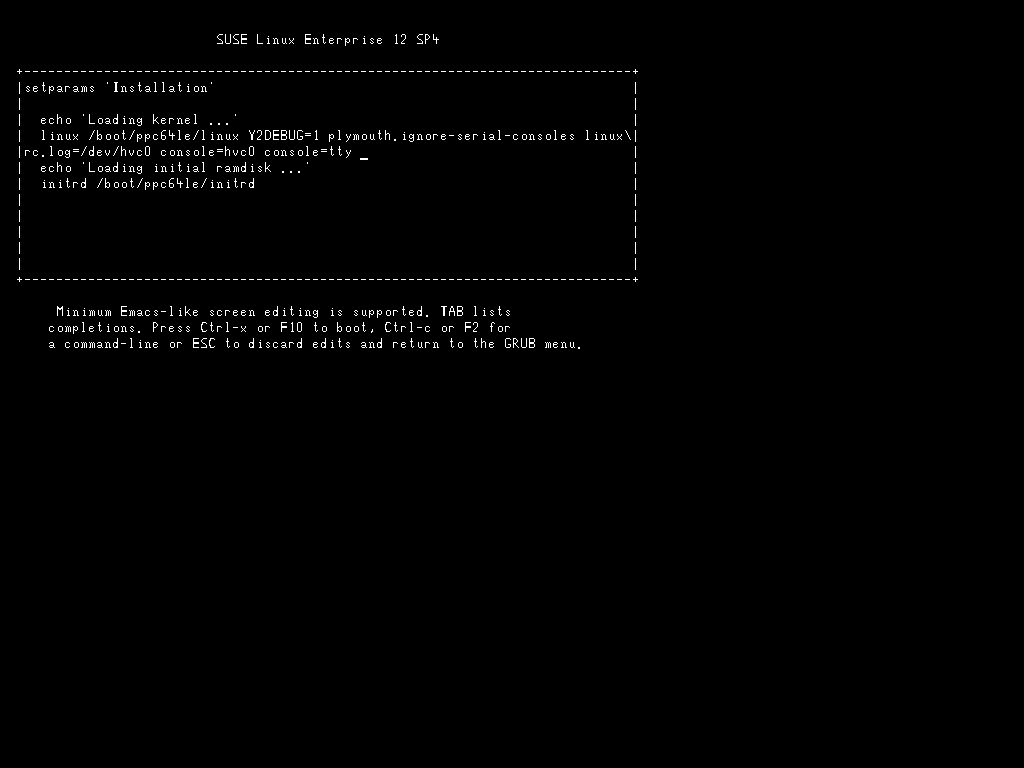 SUSE Linux Enterprise 12 SP4
+----------------------------------------------------------------------------+
|setparams 'Installation'                                                    |
|                                                                            |
|  echo 'Loading kernel ...'                                                 |
|  linux /boot/ppc64le/linux Y2DEBUG=1 plymouth.ignore-serial-consoles linux\|
|rc.log=/dev/hvc0 console=hvc0 console=tty _                                 |
|  echo 'Loading initial ramdisk ...'                                        |
|  initrd /boot/ppc64le/initrd                                               |
|                                                                            |
|                                                                            |
|                                                                            |
|                                                                            |
|                                                                            |
+----------------------------------------------------------------------------+
Minimum Emacs-like screen editing is supported. TAB lists
completions. Press Ctrl-x or F10 to boot, Ctrl-c or F2 for
a command-line or ESC to discard edits and return to the GRUB menu.